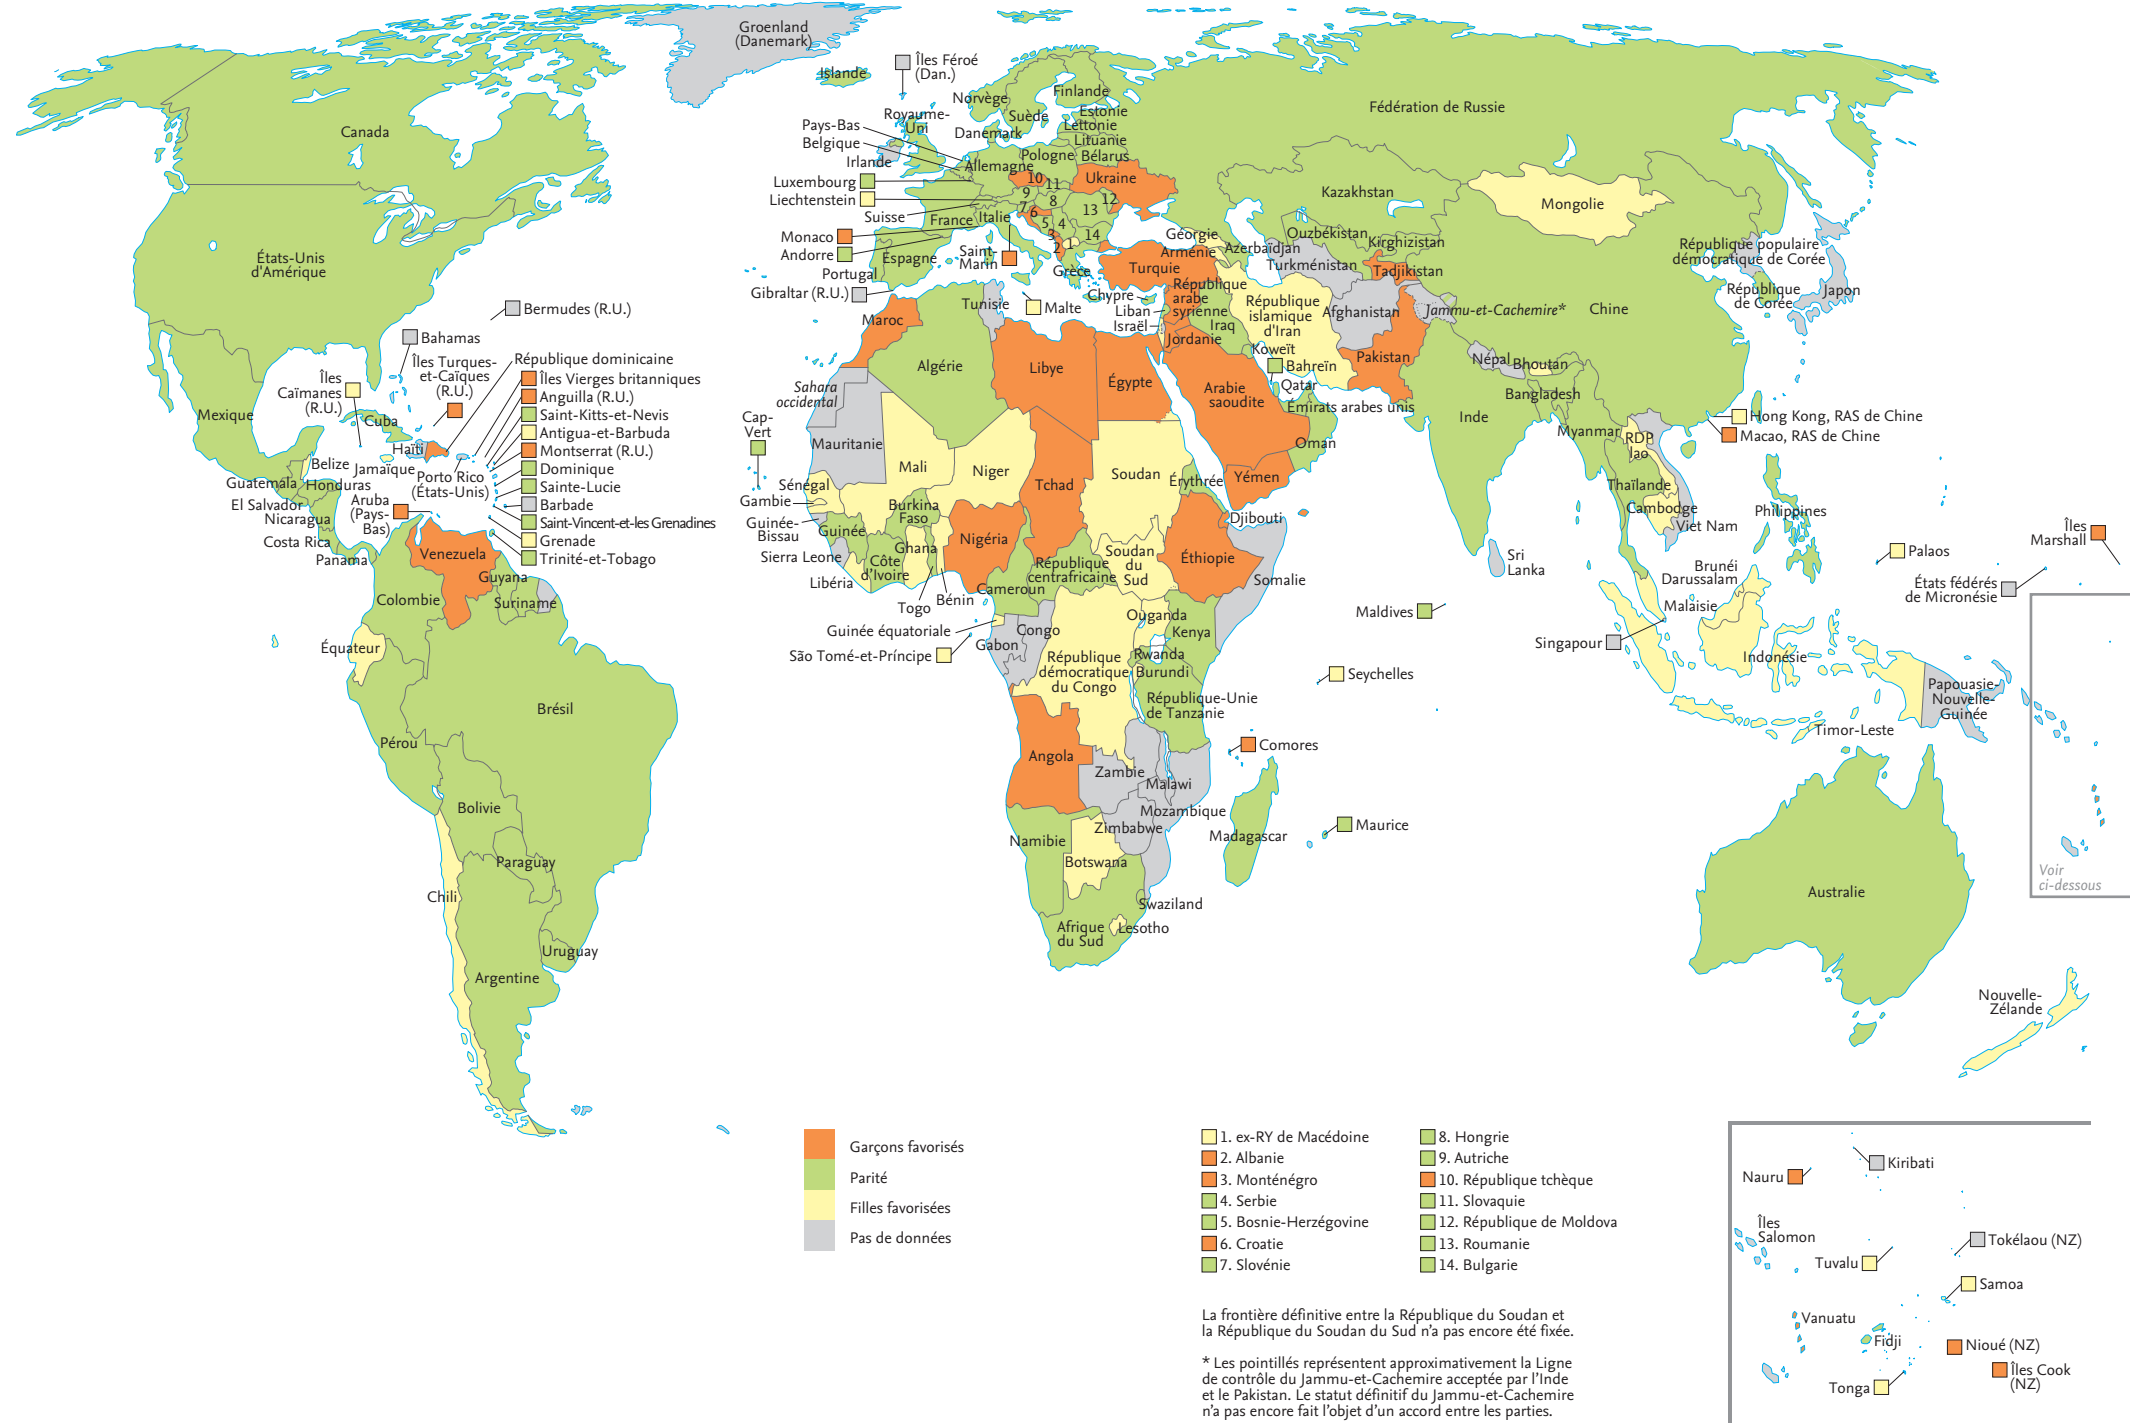 Groenland
(Danemark)
Îles Féroé
(Dan.)
Islande
Norvège
Finlande
Suède
Estonie
Lettonie
Lituanie
Danemark
Royaume-
Uni
Pays-Bas
Belgique
Irlande
Allemagne
Pologne
Bélarus
Fédération de Russie
Canada
Luxembourg
Liechtenstein
Suisse
France
Italie
Ukraine
10
11
9
8
12
7
6
13
5
4
3
14
2
1
Kazakhstan
Mongolie
Monaco
Andorre
Portugal
Espagne
Saint-
Marin
Grèce
Gibraltar (R.U.)
Géorgie
Arménie
Azerbaïdjan
Turquie
Ouzbékistan
Kirghizistan
Turkménistan
Tadjikistan
République populaire
démocratique de Corée
République
de Corée
Japon
Chine
États-Unis
d'Amérique
Bermudes (R.U.)
Bahamas
Îles Turques-
et-Caïques
(R.U.)
République dominicaine
Îles Vierges britanniques
Anguilla (R.U.)
Saint-Kitts-et-Nevis
Antigua-et-Barbuda
Montserrat (R.U.)
Dominique
Sainte-Lucie
Barbade
Saint-Vincent-et-les Grenadines
Grenade
Trinité-et-Tobago
Îles
Caïmanes
(R.U.)
Mexique
Cuba
Haïti
Belize
Jamaïque
Porto Rico
(États-Unis)
Guatemala
Honduras
El Salvador
Nicaragua
Aruba
(Pays-
Bas)
Costa Rica
Panama
Venezuela
Guyana
Suriname
Colombie
Équateur
Pérou
Brésil
Bolivie
Paraguay
Chili
Uruguay
Argentine
Maroc
Tunisie
Malte
Chypre
Liban
Israël
République
arabe
syrienne
Iraq
Jordanie
République
islamique
d'Iran
Afghanistan
Jammu-et-Cachemire*
Pakistan
Koweït
Bahreïn
Qatar
Émirats arabes unis
Oman
Arabie
saoudite
Yémen
Népal
Bhoutan
Bangladesh
Inde
Myanmar
RDP
lao
Thaïlande
Cambodge
Viet Nam
Hong Kong, RAS de Chine
Macao, RAS de Chine
Philippines
Algérie
Libye
Égypte
Sahara
occidental
Mauritanie
Cap-
Vert
Mali
Niger
Tchad
Soudan
Érythrée
Djibouti
Sénégal
Gambie
Guinée-
Bissau
Guinée
Sierra Leone
Libéria
Burkina
Faso
Ghana
Côte
d'Ivoire
Togo
Bénin
Nigéria
Cameroun
République
centrafricaine
Soudan
du
Sud
Éthiopie
Somalie
Guinée équatoriale
São Tomé-et-Príncipe
Gabon
Congo
République
démocratique
du Congo
Ouganda
Kenya
Rwanda
Burundi
République-Unie
de Tanzanie
Seychelles
Comores
Angola
Zambie
Malawi
Mozambique
Zimbabwe
Namibie
Botswana
Madagascar
Maurice
Swaziland
Lesotho
Afrique
du Sud
Sri
Lanka
Maldives
Singapour
Brunéi
Darussalam
Malaisie
Indonésie
Timor-Leste
Papouasie-
Nouvelle-
Guinée
Palaos
Îles
Marshall
États fédérés
de Micronésie
Voir
ci-dessous
Australie
Nouvelle-
Zélande
Garçons favorisés
Parité
Filles favorisées
Pas de données
1. ex-RY de Macédoine
2. Albanie
3. Monténégro
4. Serbie
5. Bosnie-Herzégovine
6. Croatie
7. Slovénie
8. Hongrie
9. Autriche
10. République tchèque
11. Slovaquie
12. République de Moldova
13. Roumanie
14. Bulgarie
La frontière définitive entre la République du Soudan et
la République du Soudan du Sud n'a pas encore été fixée.
* Les pointillés représentent approximativement la Ligne
de contrôle du Jammu-et-Cachemire acceptée par l'Inde
et le Pakistan. Le statut définitif du Jammu-et-Cachemire
n'a pas encore fait l'objet d'un accord entre les parties.
Nauru
Kiribati
Îles
Salomon
Tokélaou (NZ)
Tuvalu
Samoa
Vanuatu
Fidji
Nioué (NZ)
Îles Cook
(NZ)
Tonga